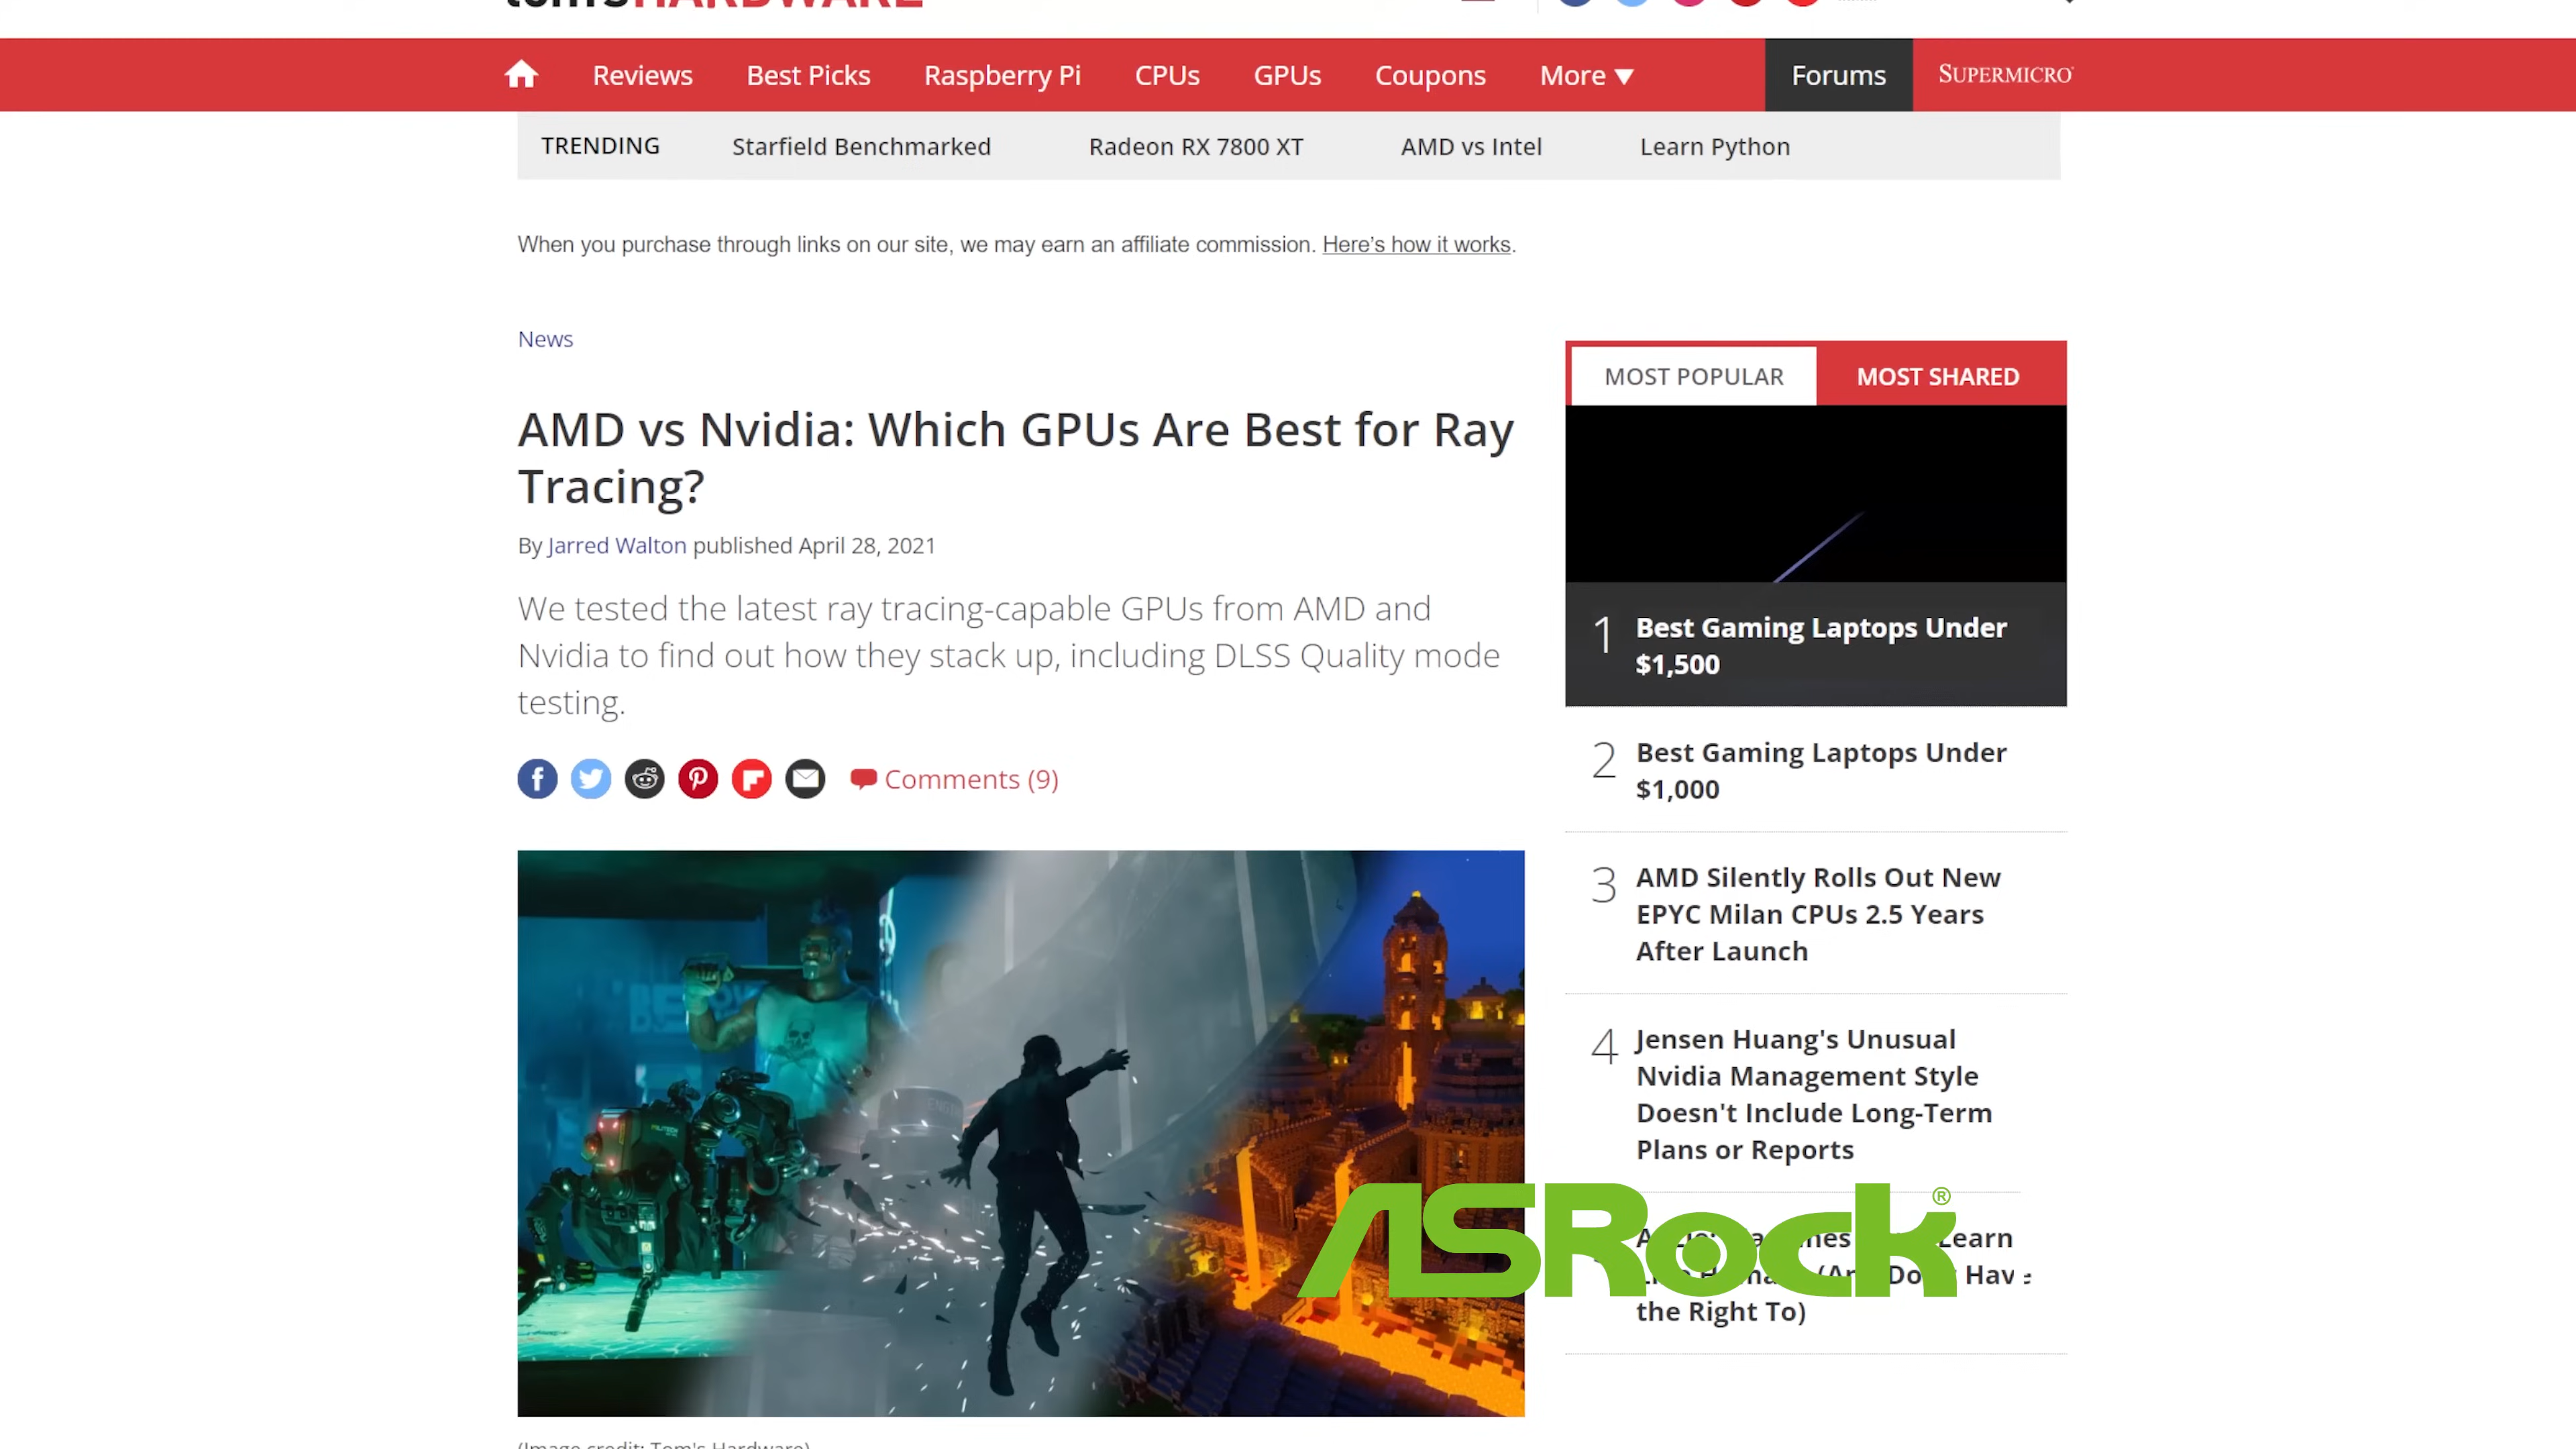 tom's HARDWARE
Reviews Best Picks Raspberry Pi CPUs GPUs Coupons More Forums SUPERMICRO
TRENDING Starfield Benchmarked Radeon RX 7800 XT AMD vs Intel Learn Python
When you purchase through links on our site, we may earn an affiliate commission. Here's how it works.
News
AMD vs Nvidia: Which GPUs Are Best for Ray
Tracing?
By Jarred Walton published April 28, 2021
We tested the latest ray tracing-capable GPUs from AMD and
Nvidia to find out how they stack up, including DLSS Quality mode
testing.
Comments (9)
(Image credit: Tom's Hardware)
MOST POPULAR MOST SHARED
1 Best Gaming Laptops Under
$1,500
2 Best Gaming Laptops Under
$1,000
3 AMD Silently Rolls Out New
EPYC Milan CPUs 2.5 Years
After Launch
4 Jensen Huang's Unusual
Nvidia Management Style
Doesn't Include Long-Term
Plans or Reports
Learn
Have
the Right To)
ASRock®